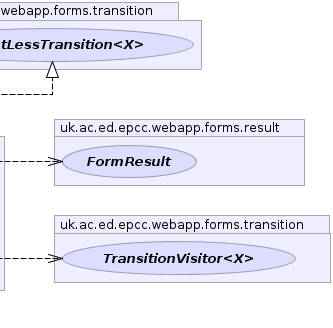 webapp.forms.transition
tLessTransition<X>
uk.ac.ed.epcc.webapp.forms.result
FormResult
uk.ac.ed.epcc.webapp.forms.transition
TransitionVisitor<X>